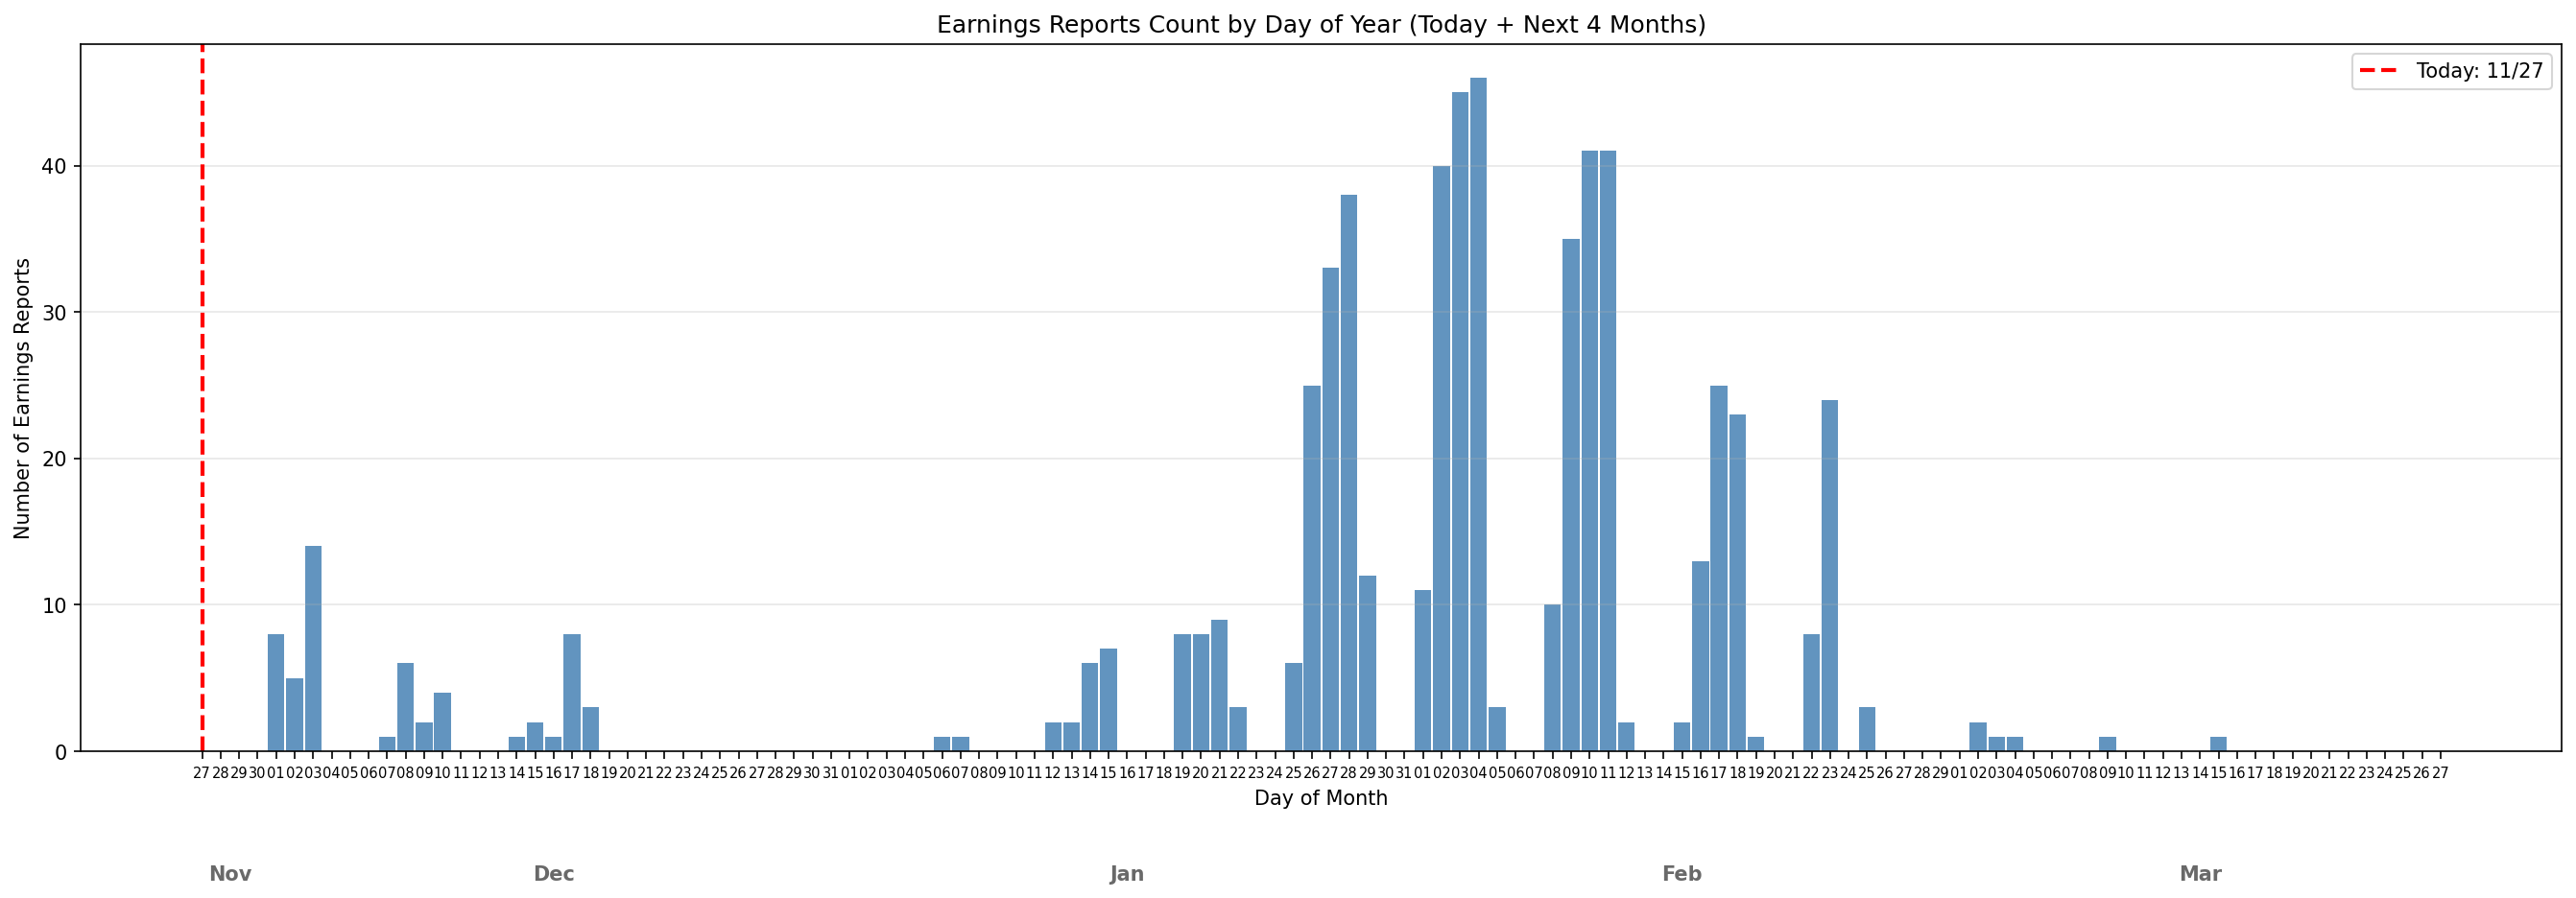 Earnings Reports Count by Day of Year (Today + Next 4 Months)
Today: 11/27
Number of Earnings Reports
40
30
20
10
0
27 28 29 30 01 02 03 04 05 06 07 08 09 10 11 12 13 14 15 16 17 18 19 20 21 22 23 24 25 26 27 28 29 30 31 01 02 03 04 05 06 07 08 09 10 11 12 13 14 15 16 17 18 19 20 21 22 23 24 25 26 27 28 29 30 31 01 02 03 04 05 06 07 08 09 10 11 12 13 14 15 16 17 18 19 20 21 22 23 24 25 26 27 28 29 01 02 03 04 05 06 07 08 09 10 11 12 13 14 15 16 17 18 19 20 21 22 23 24 25 26 27
Day of Month
Nov Dec Jan Feb Mar